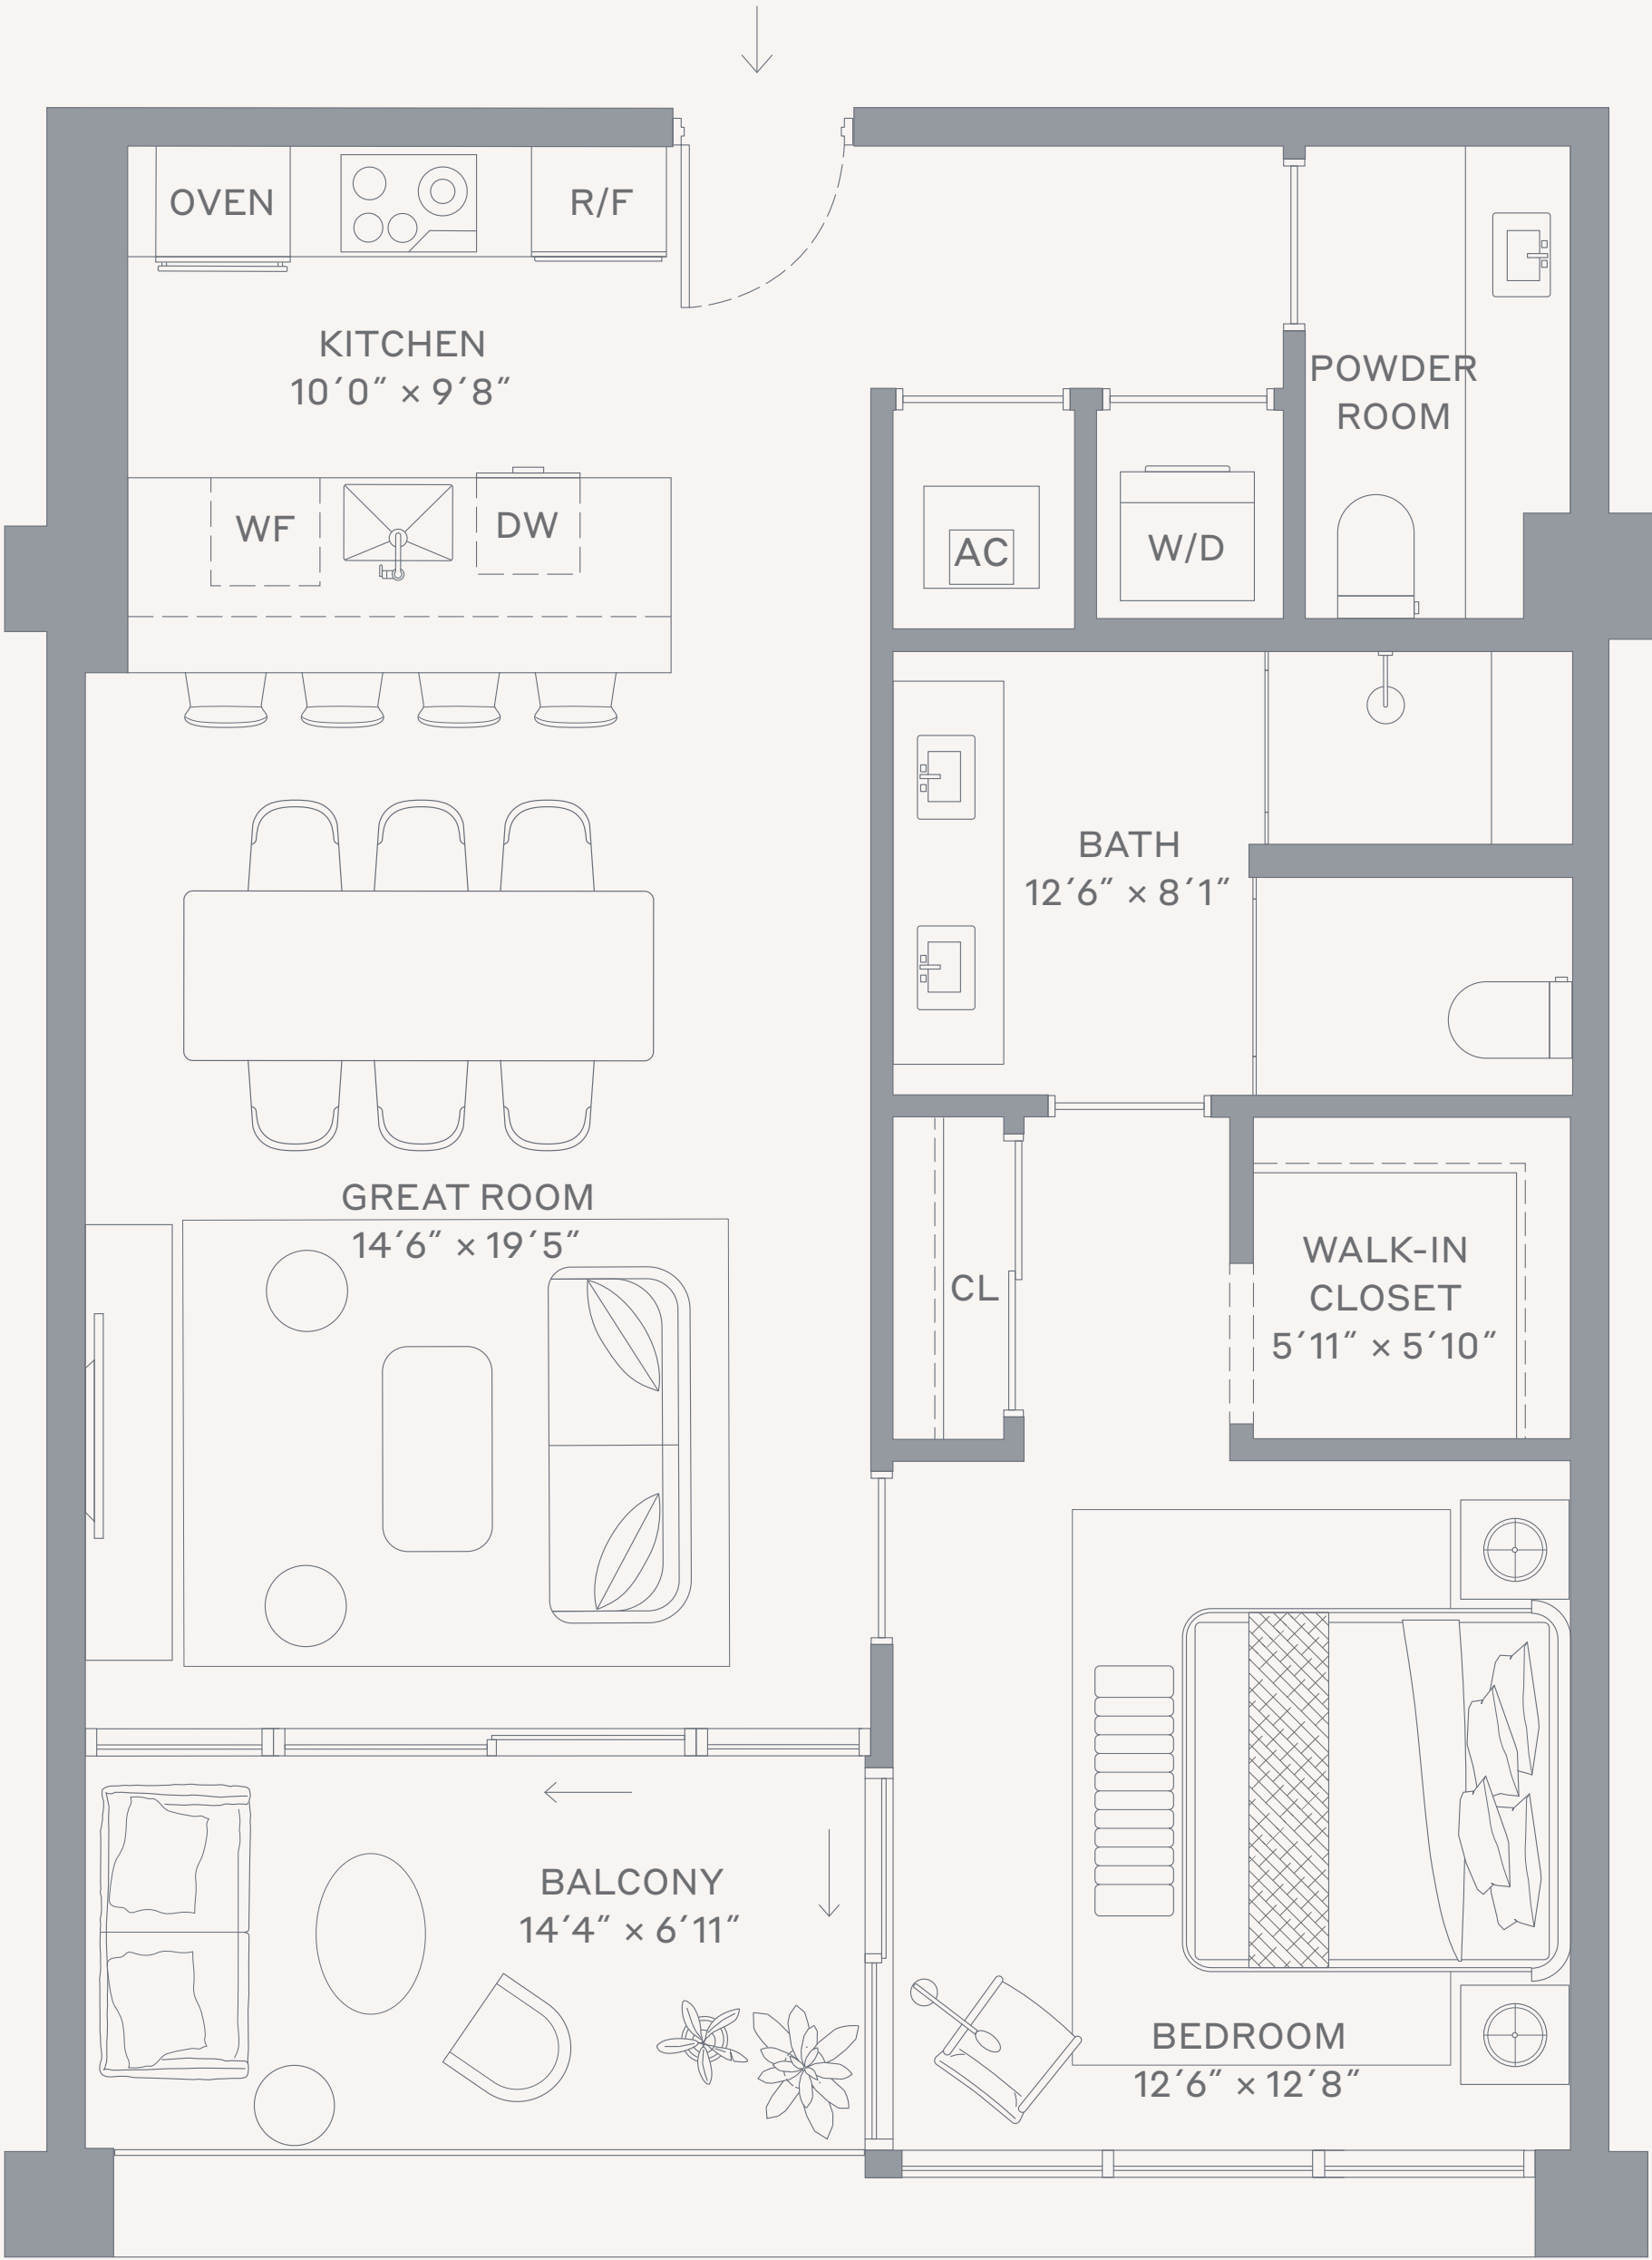 OVEN
R/F
KITCHEN
10´0˝ × 9´8˝
POWDER
ROOM
WF
DW
AC
W/D
BATH
12´6˝ × 8´1˝
GREAT ROOM
14´6˝ × 19´5˝
CL
WALK-IN
CLOSET
5´11˝ × 5´10˝
BALCONY
14´4˝ × 6´11˝
BEDROOM
12´6˝ × 12´8˝